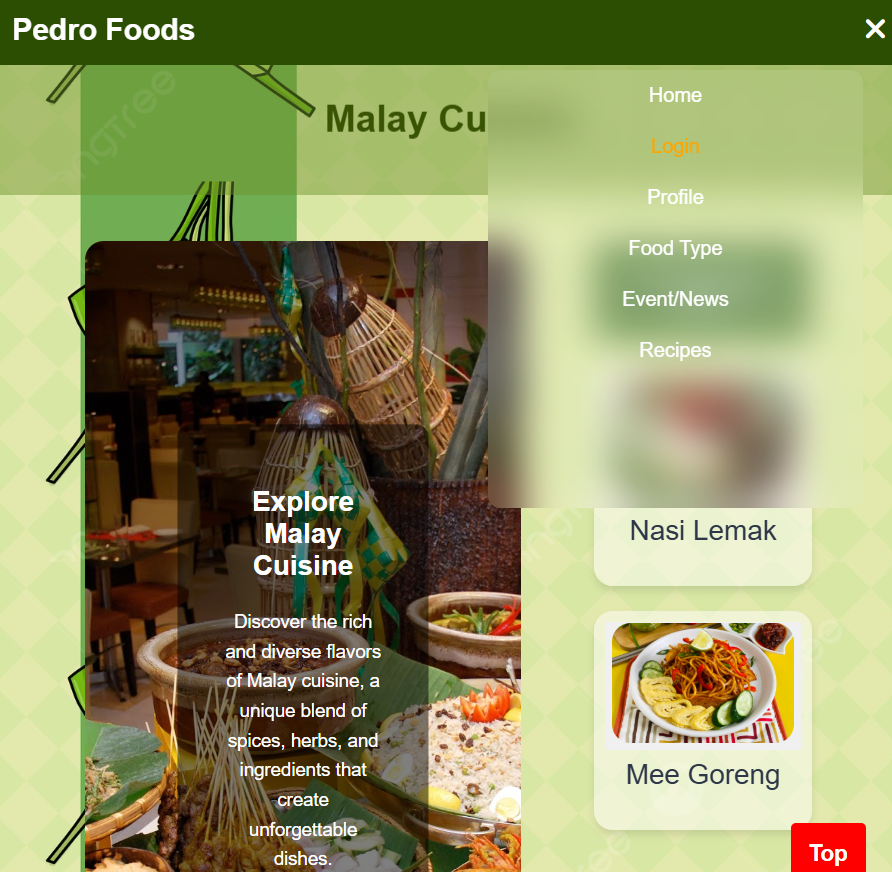 Pedro Foods
×
Malay Cu
Home
Login
Profile
Food Type
Event/News
Recipes
Explore
Malay
Cuisine
Discover the rich
and diverse flavors
of Malay cuisine, a
unique blend of
spices, herbs, and
ingredients that
create
unforgettable
dishes.
Nasi Lemak
Mee Goreng
Top